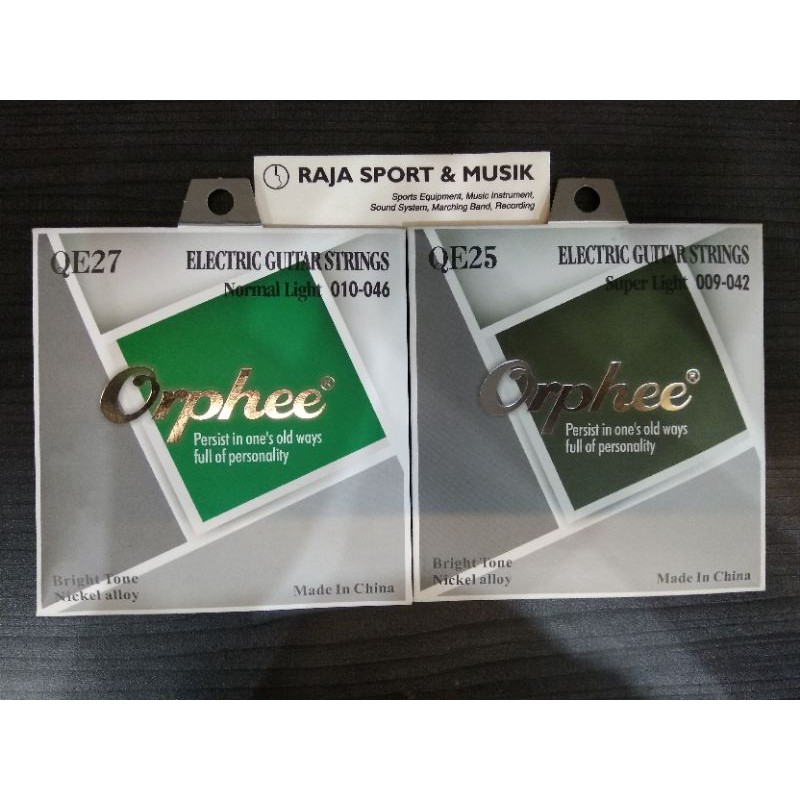 RAJA SPORT & MUSIK
Sports Equipment, Music Instrument,
Sound System, Marching Band, Recording
QE27
ELECTRIC GUITAR STRINGS
Normal Light 010-046
Orphee®
Persist in one's old ways
full of personality
Bright Tone
Nickel alloy
Made In China
QE25
ELECTRIC GUITAR STRINGS
Super Light 009-042
Orphee®
Persist in one's old ways
full of personality
Bright Tone
Nickel alloy
Made In China